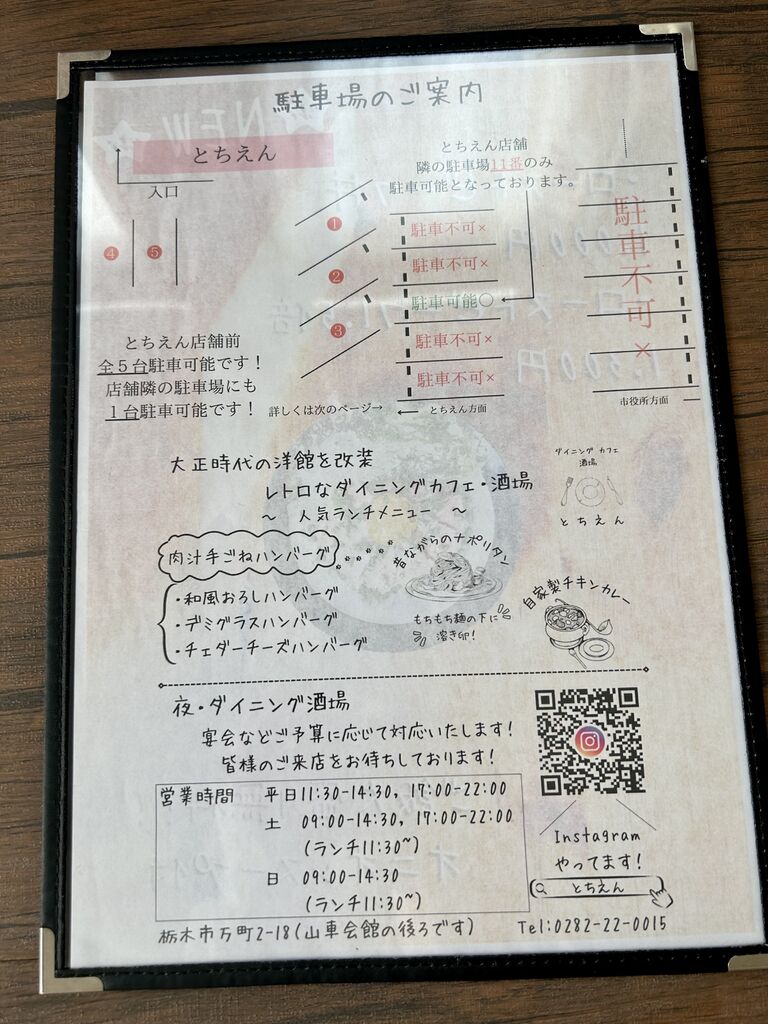 駐車場のご案内
NEW
とちえん
入口
④
⑤
①
②
③
とちえん店舗
隣の駐車場11番のみ
駐車可能となっております。
駐車不可×
駐車不可×
駐車可能○
駐車不可×
駐車不可×
駐車不可×
とちえん店舗前
全５台駐車可能です！
店舗隣の駐車場にも
１台駐車可能です！
詳しくは次のページ→
← とちえん方面
市役所方面 →
大正時代の洋館を改装
レトロなダイニングカフェ・酒場
～ 人気ランチメニュー ～
ダイニング カフェ
酒場
とちえん
肉汁手ごねハンバーグ
・和風おろしハンバーグ
・デミグラスハンバーグ
・チェダーチーズハンバーグ
昔ながらのナポリタン
もちもち麺の下に
溶き卵！
自家製チキンカレー
夜・ダイニング酒場
宴会などご予算に応じて対応いたします！
皆様のご来店をお待ちしております！
営業時間 平日11:30-14:30, 17:00-22:00
土 09:00-14:30, 17:00-22:00
(ランチ11:30~)
日 09:00-14:30
(ランチ11:30~)
Instagram
やってます！
とちえん
栃木市万町2-18(山車会館の後ろです) Tel:0282-22-0015